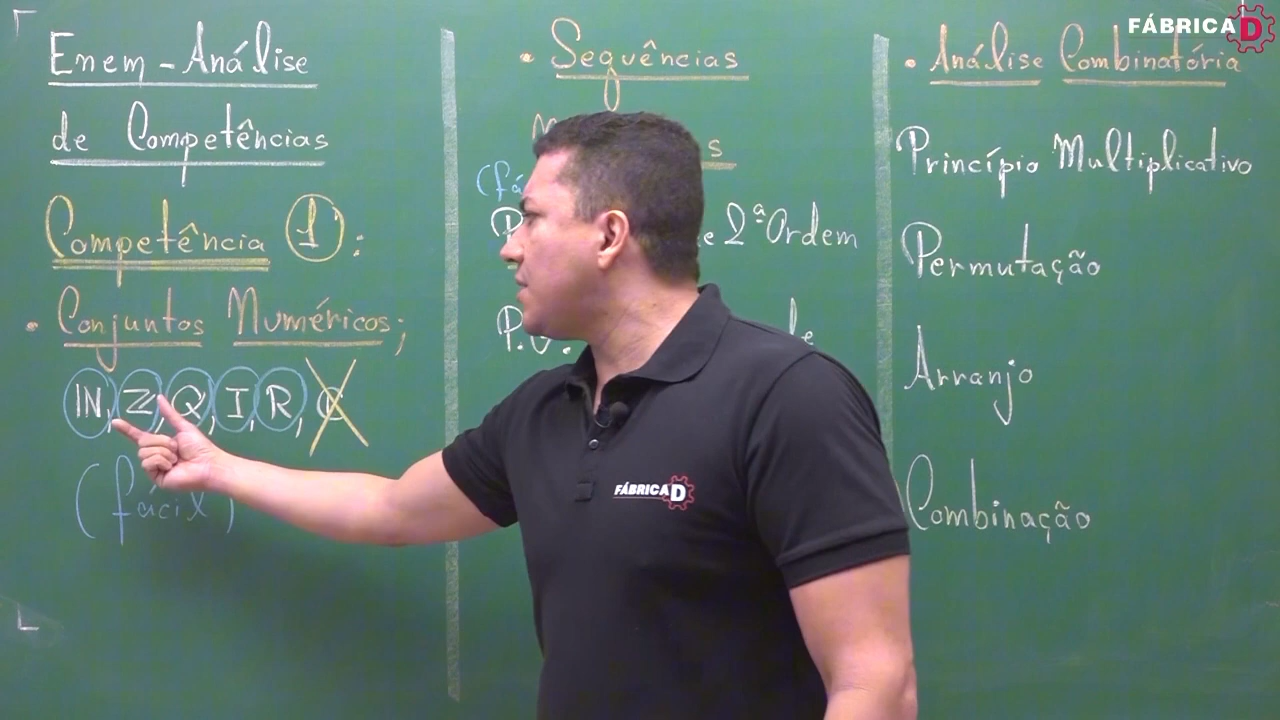 Enem - Análise
de Competências
Competência 1 :
• Conjuntos Numéricos;
IN, Z, Q, I, R, C
(fácil)
• Sequências
e 2ª Ordem
• Análise Combinatória
Princípio Multiplicativo
Permutação
Arranjo
Combinação
FÁBRICA D
FÁBRICA D